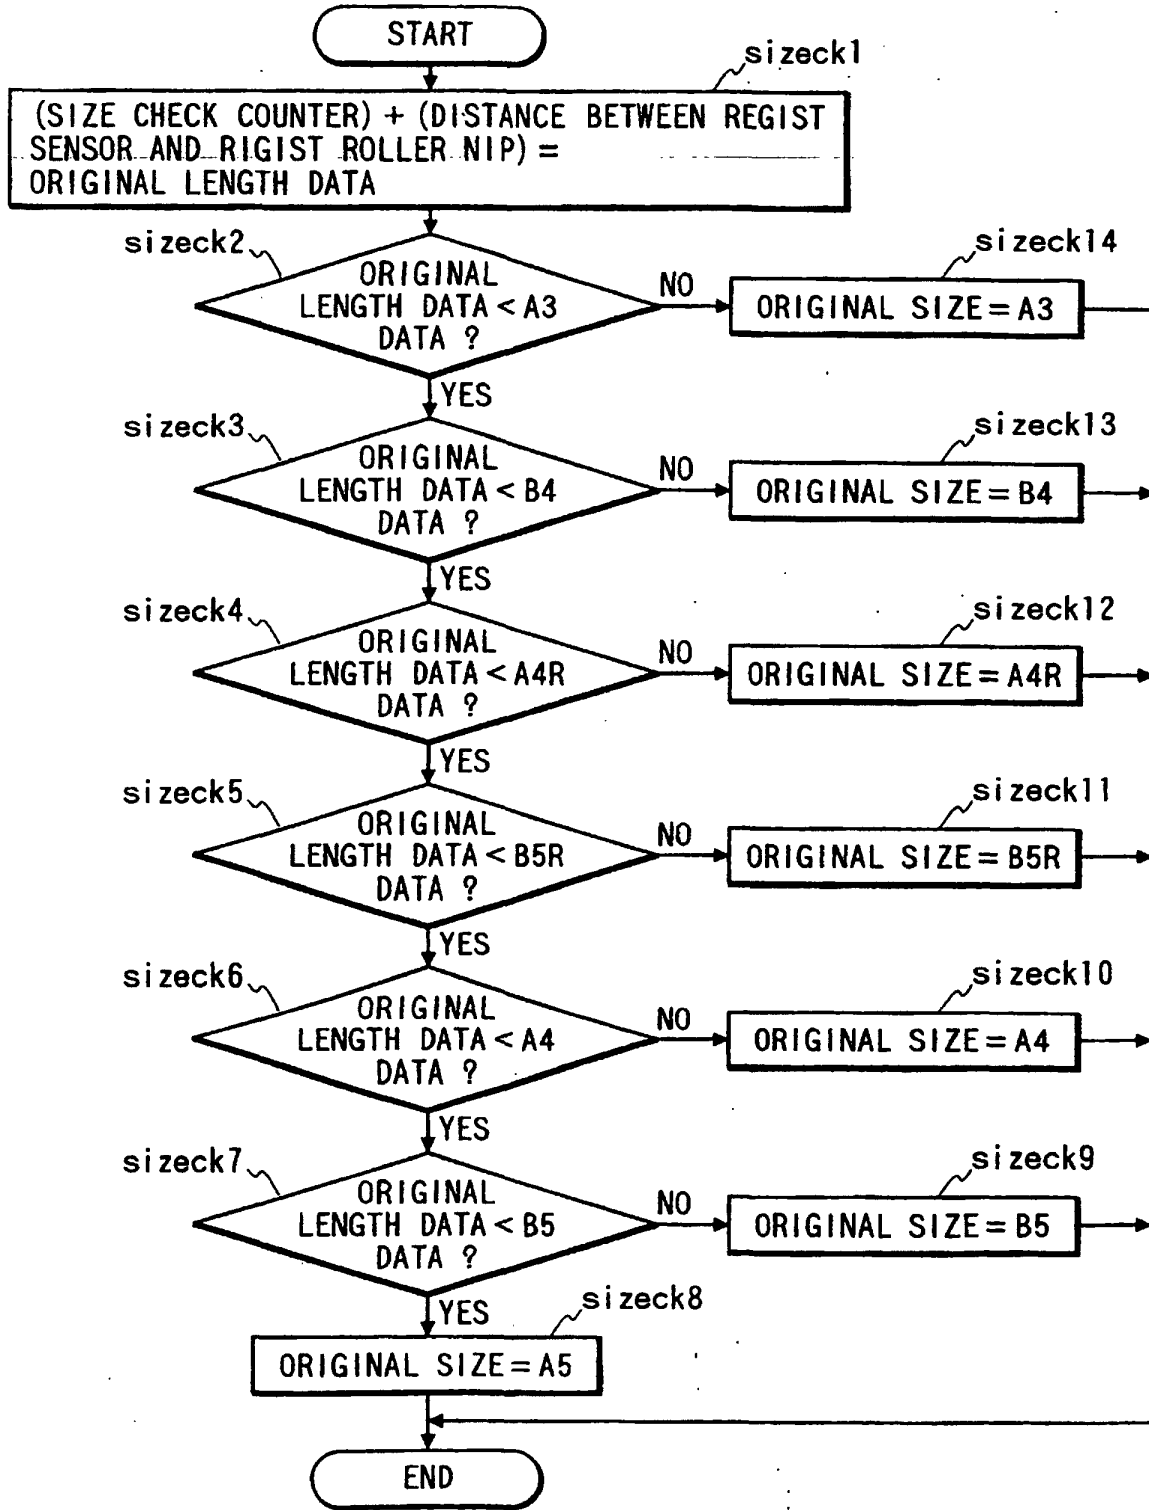 START
sizeck1
(SIZE CHECK COUNTER) + (DISTANCE BETWEEN REGIST
SENSOR AND RIGIST ROLLER NIP) =
ORIGINAL LENGTH DATA
sizeck2
ORIGINAL
LENGTH DATA < A3
DATA ?
NO
sizeck14
ORIGINAL SIZE = A3
YES
sizeck3
ORIGINAL
LENGTH DATA < B4
DATA ?
NO
sizeck13
ORIGINAL SIZE = B4
YES
sizeck4
ORIGINAL
LENGTH DATA < A4R
DATA ?
NO
sizeck12
ORIGINAL SIZE = A4R
YES
sizeck5
ORIGINAL
LENGTH DATA < B5R
DATA ?
NO
sizeck11
ORIGINAL SIZE = B5R
YES
sizeck6
ORIGINAL
LENGTH DATA < A4
DATA ?
NO
sizeck10
ORIGINAL SIZE = A4
YES
sizeck7
ORIGINAL
LENGTH DATA < B5
DATA ?
NO
sizeck9
ORIGINAL SIZE = B5
YES
sizeck8
ORIGINAL SIZE = A5
END